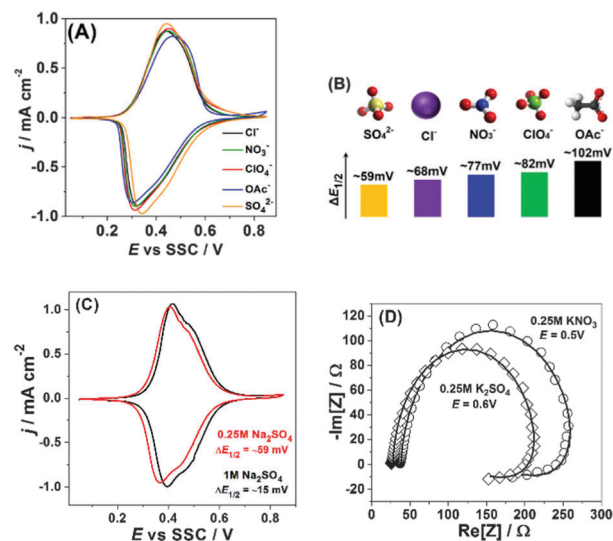 (A)
j / mA cm⁻²
1.0
0.5
0.0
-0.5
-1.0
Cl⁻
NO₃⁻
ClO₄⁻
OAc⁻
SO₄²⁻
0.0 0.2 0.4 0.6 0.8
E vs SSC / V
(B)
SO₄²⁻ Cl⁻ NO₃⁻ ClO₄⁻ OAc⁻
ΔE₁/₂
~59mV ~68mV ~77mV ~82mV ~102mV
(C)
j / mA cm⁻²
1.0
0.5
0.0
-0.5
-1.0
0.25M Na₂SO₄
ΔE₁/₂ = ~59 mV
1M Na₂SO₄
ΔE₁/₂ = ~15 mV
0.2 0.4 0.6 0.8
E vs SSC / V
(D)
-Im[Z] / Ω
140
120
100
80
60
40
20
0
-20
0.25M KNO₃
E = 0.5V
0.25M K₂SO₄
E = 0.6V
0 50 100 150 200 250 300
Re[Z] / Ω